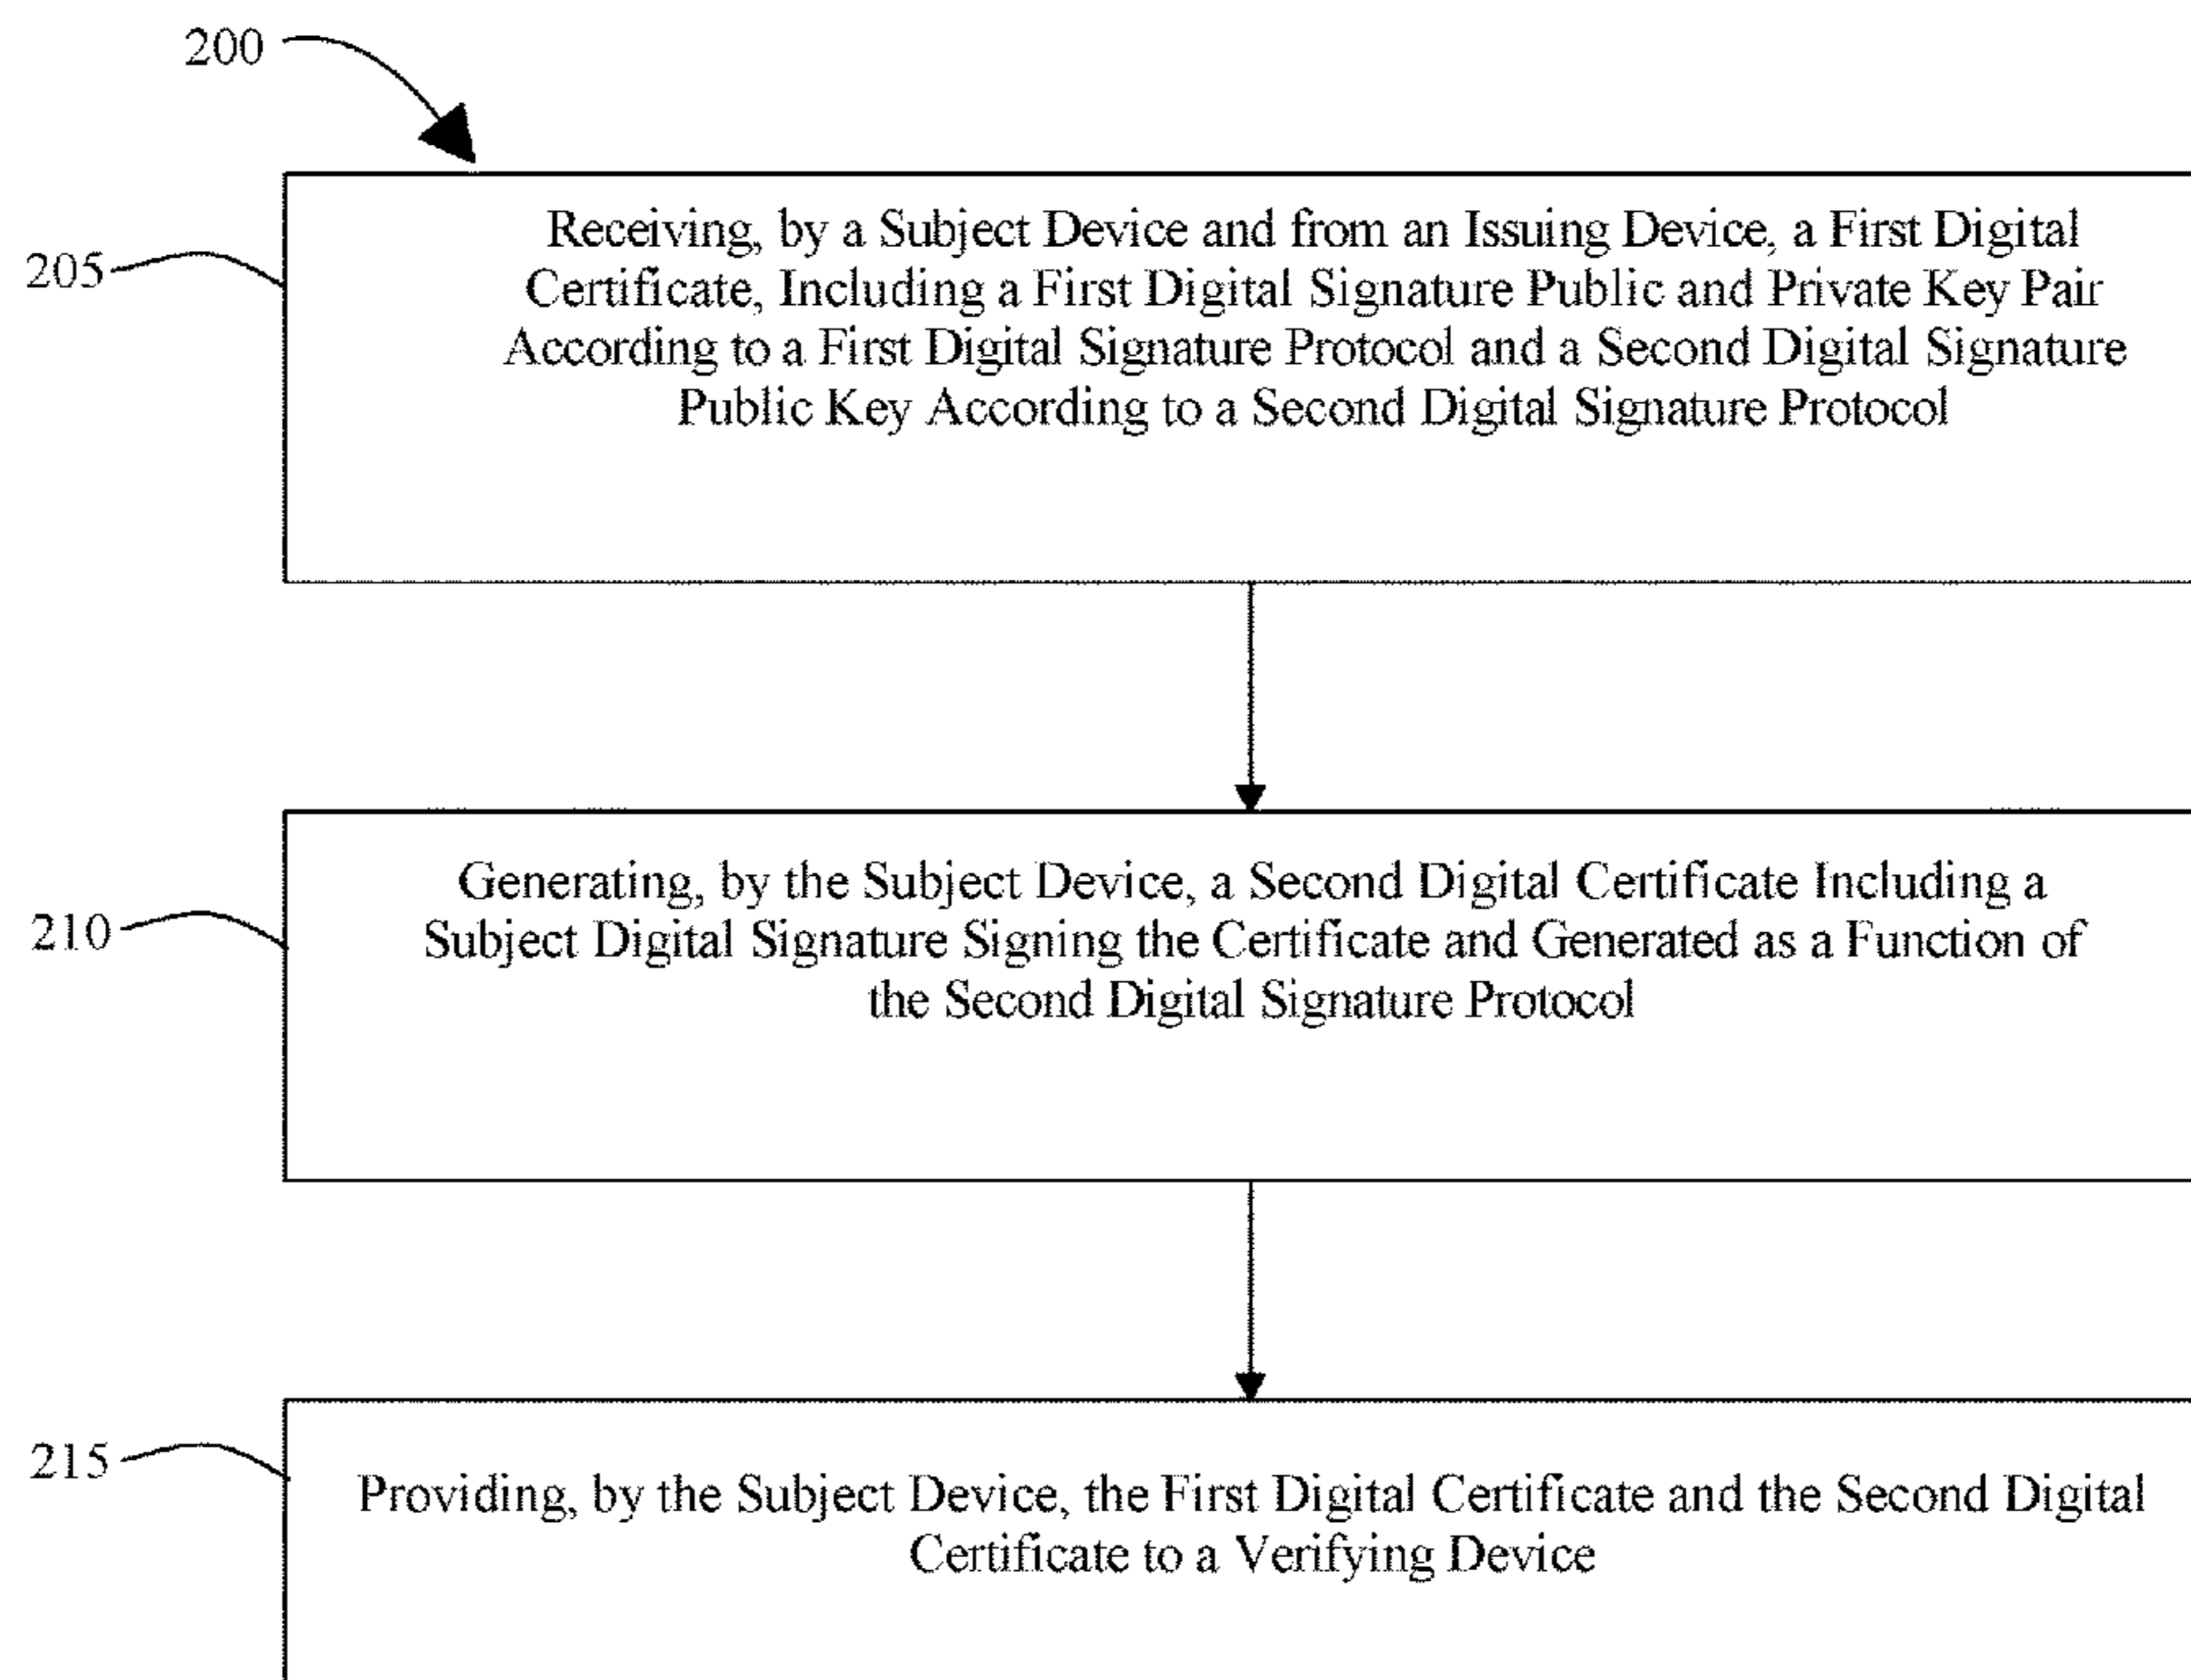 200
205
Receiving, by a Subject Device and from an Issuing Device, a First Digital
Certificate, Including a First Digital Signature Public and Private Key Pair
According to a First Digital Signature Protocol and a Second Digital Signature
Public Key According to a Second Digital Signature Protocol
210
Generating, by the Subject Device, a Second Digital Certificate Including a
Subject Digital Signature Signing the Certificate and Generated as a Function of
the Second Digital Signature Protocol
215
Providing, by the Subject Device, the First Digital Certificate and the Second Digital
Certificate to a Verifying Device